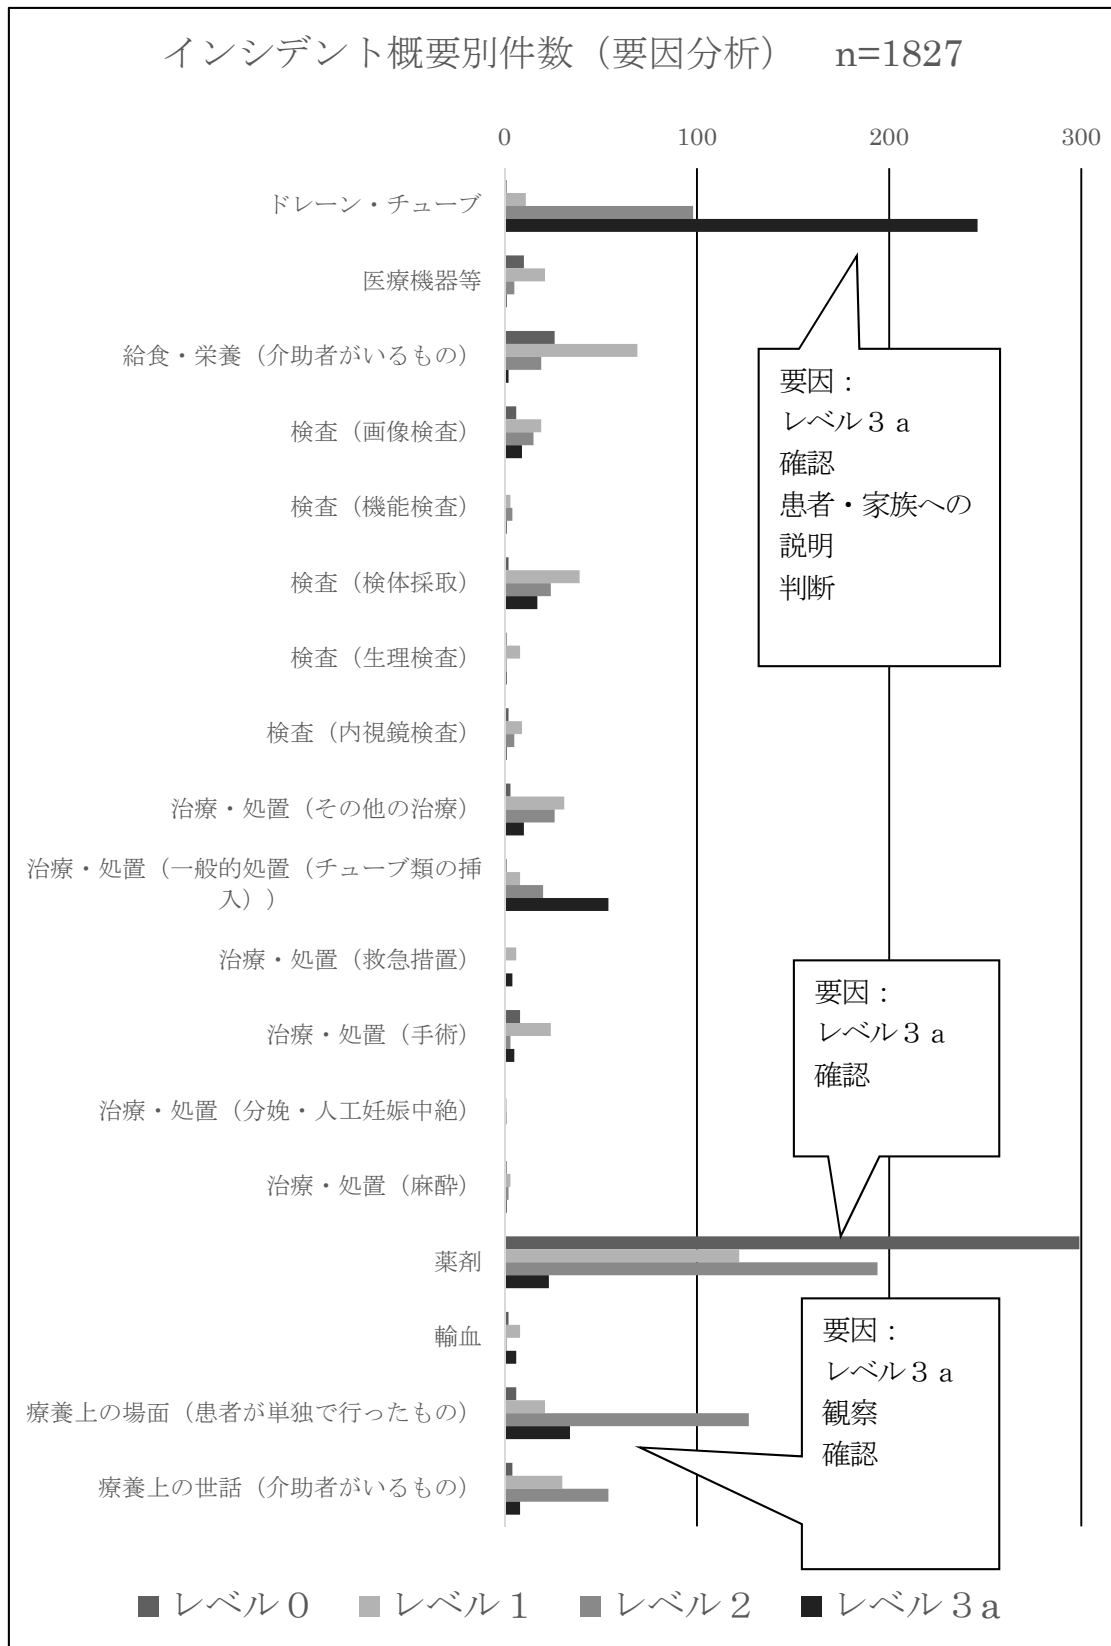 インシデント概要別件数（要因分析）　n=1827
0 100 200 300
ドレーン・チューブ
医療機器等
給食・栄養（介助者がいるもの）
検査（画像検査）
検査（機能検査）
検査（検体採取）
検査（生理検査）
検査（内視鏡検査）
治療・処置（その他の治療）
治療・処置（一般的処置（チューブ類の挿
入））
治療・処置（救急措置）
治療・処置（手術）
治療・処置（分娩・人工妊娠中絶）
治療・処置（麻酔）
薬剤
輸血
療養上の場面（患者が単独で行ったもの）
療養上の世話（介助者がいるもの）
要因：
レベル３ａ
確認
患者・家族への
説明
判断
要因：
レベル３ａ
確認
要因：
レベル３ａ
観察
確認
レベル０ レベル１ レベル２ レベル３a